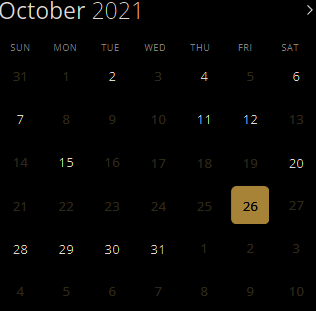 October 2021
SUN MON TUE WED THU FRI SAT
31 1 2 3 4 5 6
7 8 9 10 11 12 13
14 15 16 17 18 19 20
21 22 23 24 25 26 27
28 29 30 31 1 2 3
4 5 6 7 8 9 10